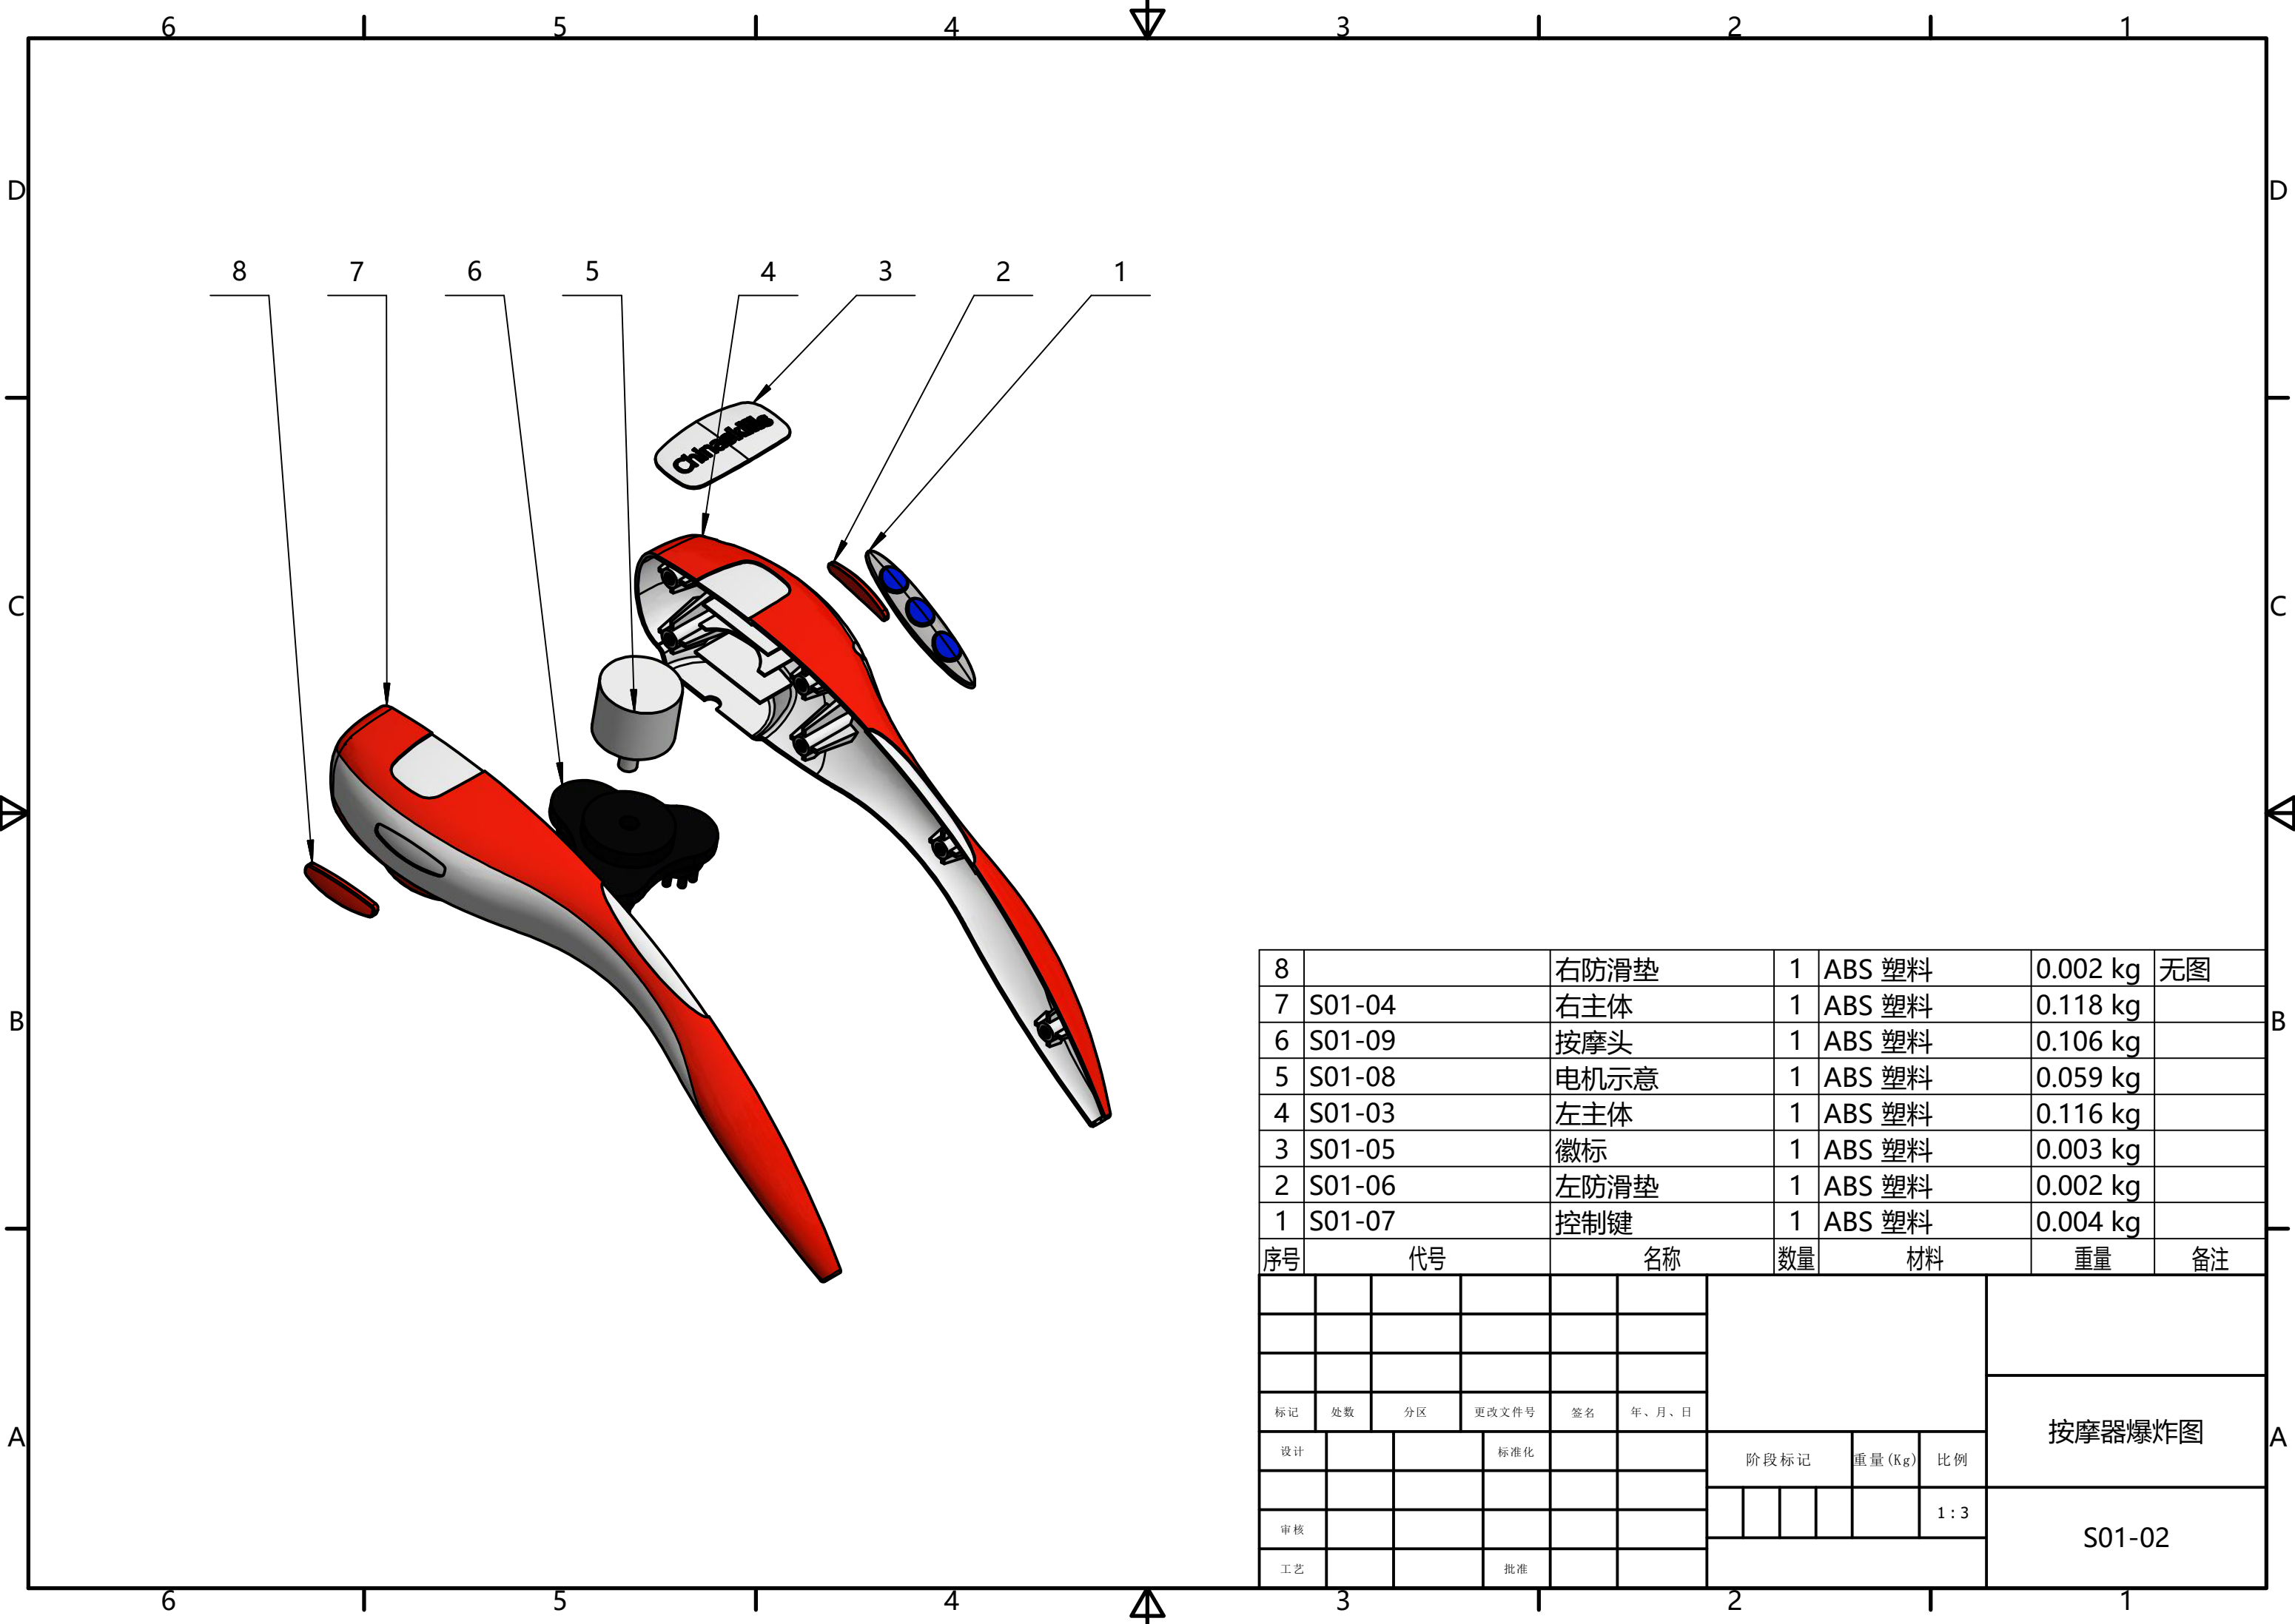 6 5 4 3 2 1
D D
8 7 6 5 4 3 2 1
Chinaskills
C C
8 右防滑垫 1 ABS 塑料 0.002 kg 无图
7 S01-04 右主体 1 ABS 塑料 0.118 kg
B B
6 S01-09 按摩头 1 ABS 塑料 0.106 kg
5 S01-08 电机示意 1 ABS 塑料 0.059 kg
4 S01-03 左主体 1 ABS 塑料 0.116 kg
3 S01-05 徽标 1 ABS 塑料 0.003 kg
2 S01-06 左防滑垫 1 ABS 塑料 0.002 kg
1 S01-07 控制键 1 ABS 塑料 0.004 kg
序号 代号 名称 数量 材料 重量 备注
标记 处数 分区 更改文件号 签名 年、月、日
按摩器爆炸图
A A
设计 标准化
阶段标记 重量(Kg) 比例
1 : 3
审核
S01-02
工艺 批准
6 5 4 3 2 1